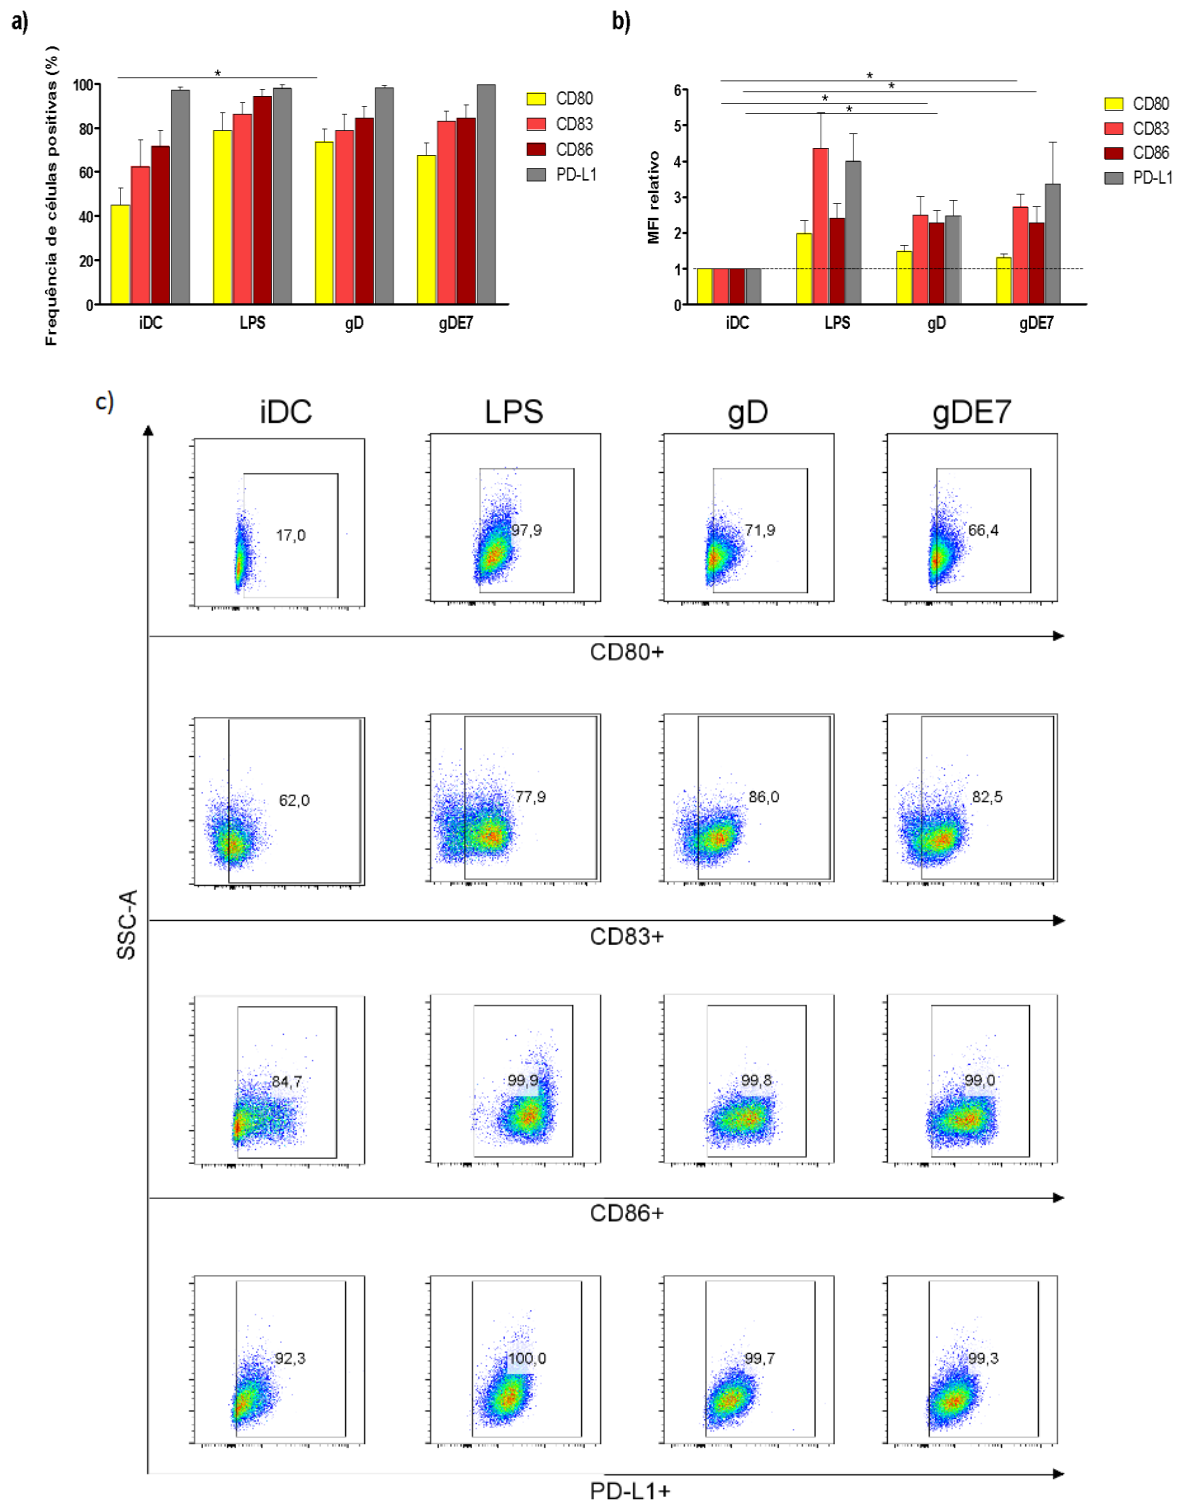 a)
Frequência de células positivas (%)
100
80
60
40
20
0
*
iDC
LPS
gD
gDE7
CD80
CD83
CD86
PD-L1
b)
MFI relativo
6
5
4
3
2
1
0
*
*
*
*
iDC
LPS
gD
gDE7
CD80
CD83
CD86
PD-L1
c)
iDC
LPS
gD
gDE7
SSC-A
17,0
97,9
71,9
66,4
CD80+
62,0
77,9
86,0
82,5
CD83+
84,7
99,9
99,8
99,0
CD86+
92,3
100,0
99,7
99,3
PD-L1+